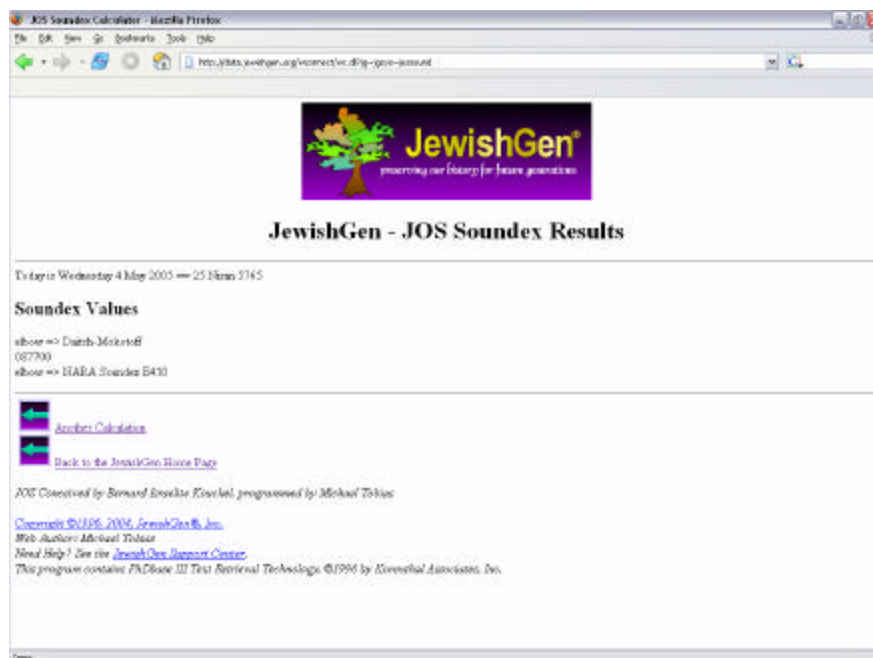 JOS Soundex Calculator - Mozilla Firefox
File Edit View Go Bookmarks Tools Help
JewishGen®
preserving our history for future generations
JewishGen - JOS Soundex Results
Today is Wednesday 4 May 2005 — 25 Nisan 5765
Soundex Values
elbow => Daitch-Mokotoff
087700
elbow => NARA Soundex E410
Another Calculation
Back to the JewishGen Home Page
JOS Conceived by Bernard Israelite Kouchel, programmed by Michael Tobias
Copyright ©1996, 2004, JewishGen®, Inc.
Web Author: Michael Tobias
Need Help? See the JewishGen Support Center.
This program contains PhDbase III Text Retrieval Technology, ©1996 by Korenthal Associates, Inc.